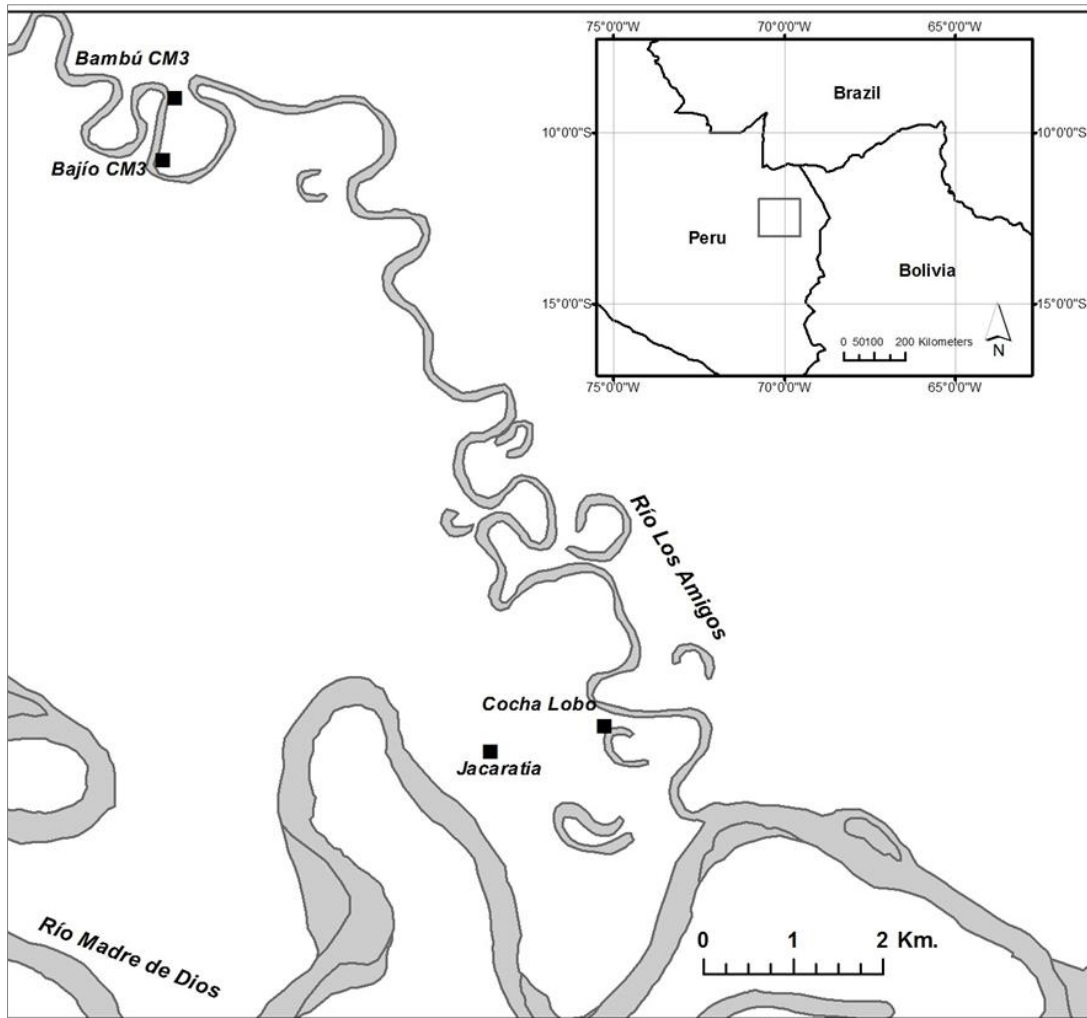 75°0'0"W 70°0'0"W 65°0'0"W
Bambú CM3
Brazil
10°0'0"S 10°0'0"S
Bajío CM3
Peru
Bolivia
15°0'0"S 15°0'0"S
0 50100 200 Kilometers
N
75°0'0"W 70°0'0"W 65°0'0"W
Río Los Amigos
Cocha Lobo
Jacaratia
Río Madre de Dios
0 1 2 Km.